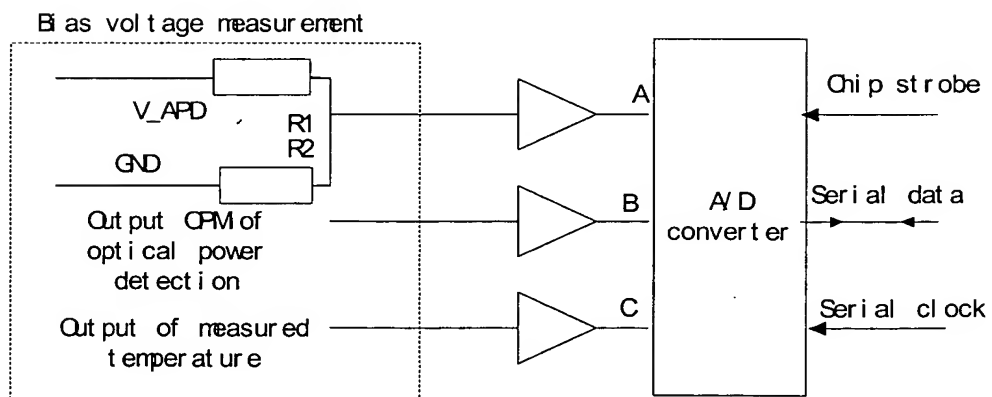 Bias voltage measurement
V_APD
R1
R2
GND
Output OPM of
optical power
detection
Output of measured
temperature
A
B
C
A/D
converter
Chip strobe
Serial data
Serial clock